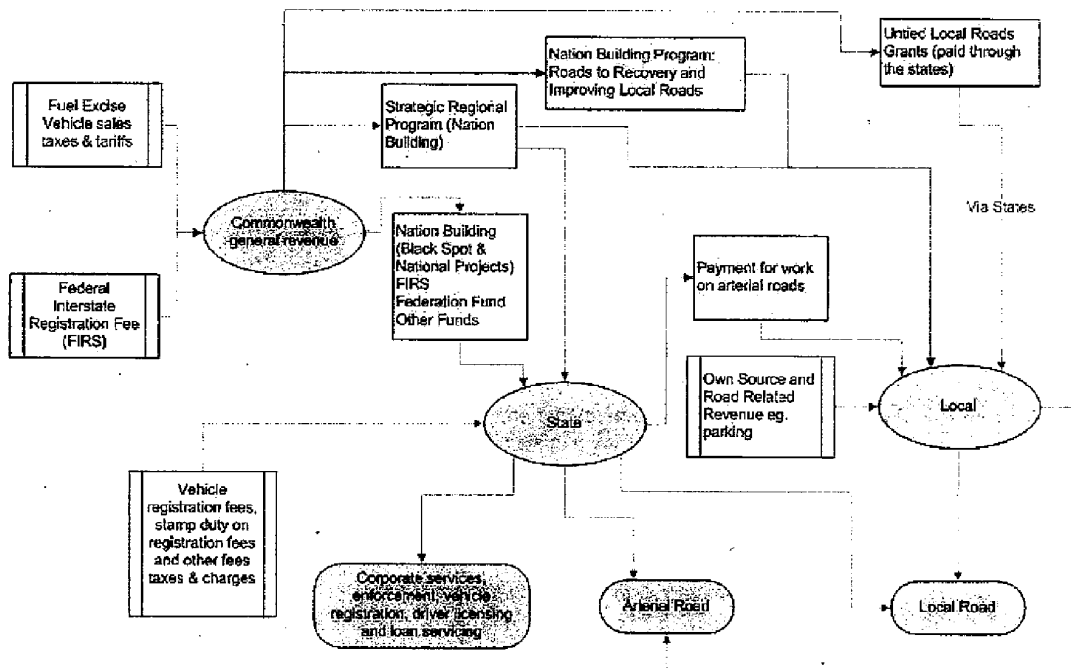 Untied Local Roads
Grants (paid through
the states)
Nation Building Program:
Roads to Recovery and
Improving Local Roads
Fuel Excise
Vehicle sales
taxes & tariffs
Strategic Regional
Program (Nation
Building)
Via States
Commonwealth
general revenue
Nation Building
(Black Spot &
National Projects)
FIRS
Federation Fund
Other Funds
Payment for work
on arterial roads
Federal
Interstate
Registration Fee
(FIRS)
Own Source and
Road Related
Revenue eg.
parking
Local
State
Vehicle
registration fees,
stamp duty on
registration fees
and other fees
taxes & charges
Corporate services,
enforcement, vehicle
registration, driver licensing
and loan servicing
Arterial Road
Local Road